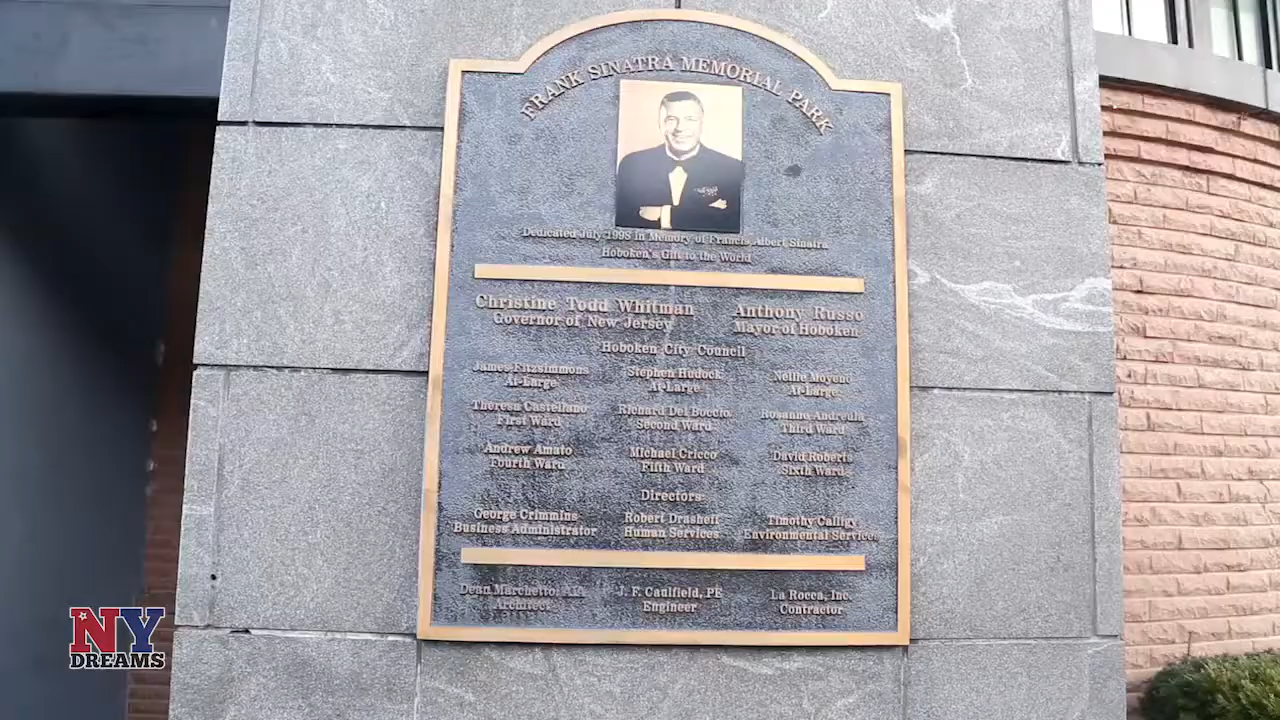 FRANK SINATRA MEMORIAL PARK
Dedicated July 1998 In Memory of Francis Albert Sinatra
Hoboken's Gift to the World
Christine Todd Whitman Anthony Russo
Governor of New Jersey Mayor of Hoboken
Hoboken City Council
James Fitzsimmons Stephen Hudock Nellie Moyeno
At-Large At-Large At-Large
Theresa Castellano Richard Del Boccio Rosanne Andreula
First Ward Second Ward Third Ward
Andrew Amato Michael Cricco David Roberts
Fourth Ward Fifth Ward Sixth Ward
Directors
George Crimmins Robert Drasheff Timothy Calligy
Business Administrator Human Services Environmental Services
Dean Marchetto, AIA J. F. Caulfield, PE La Rocca, Inc.
Architect Engineer Contractor
NY
DREAMS